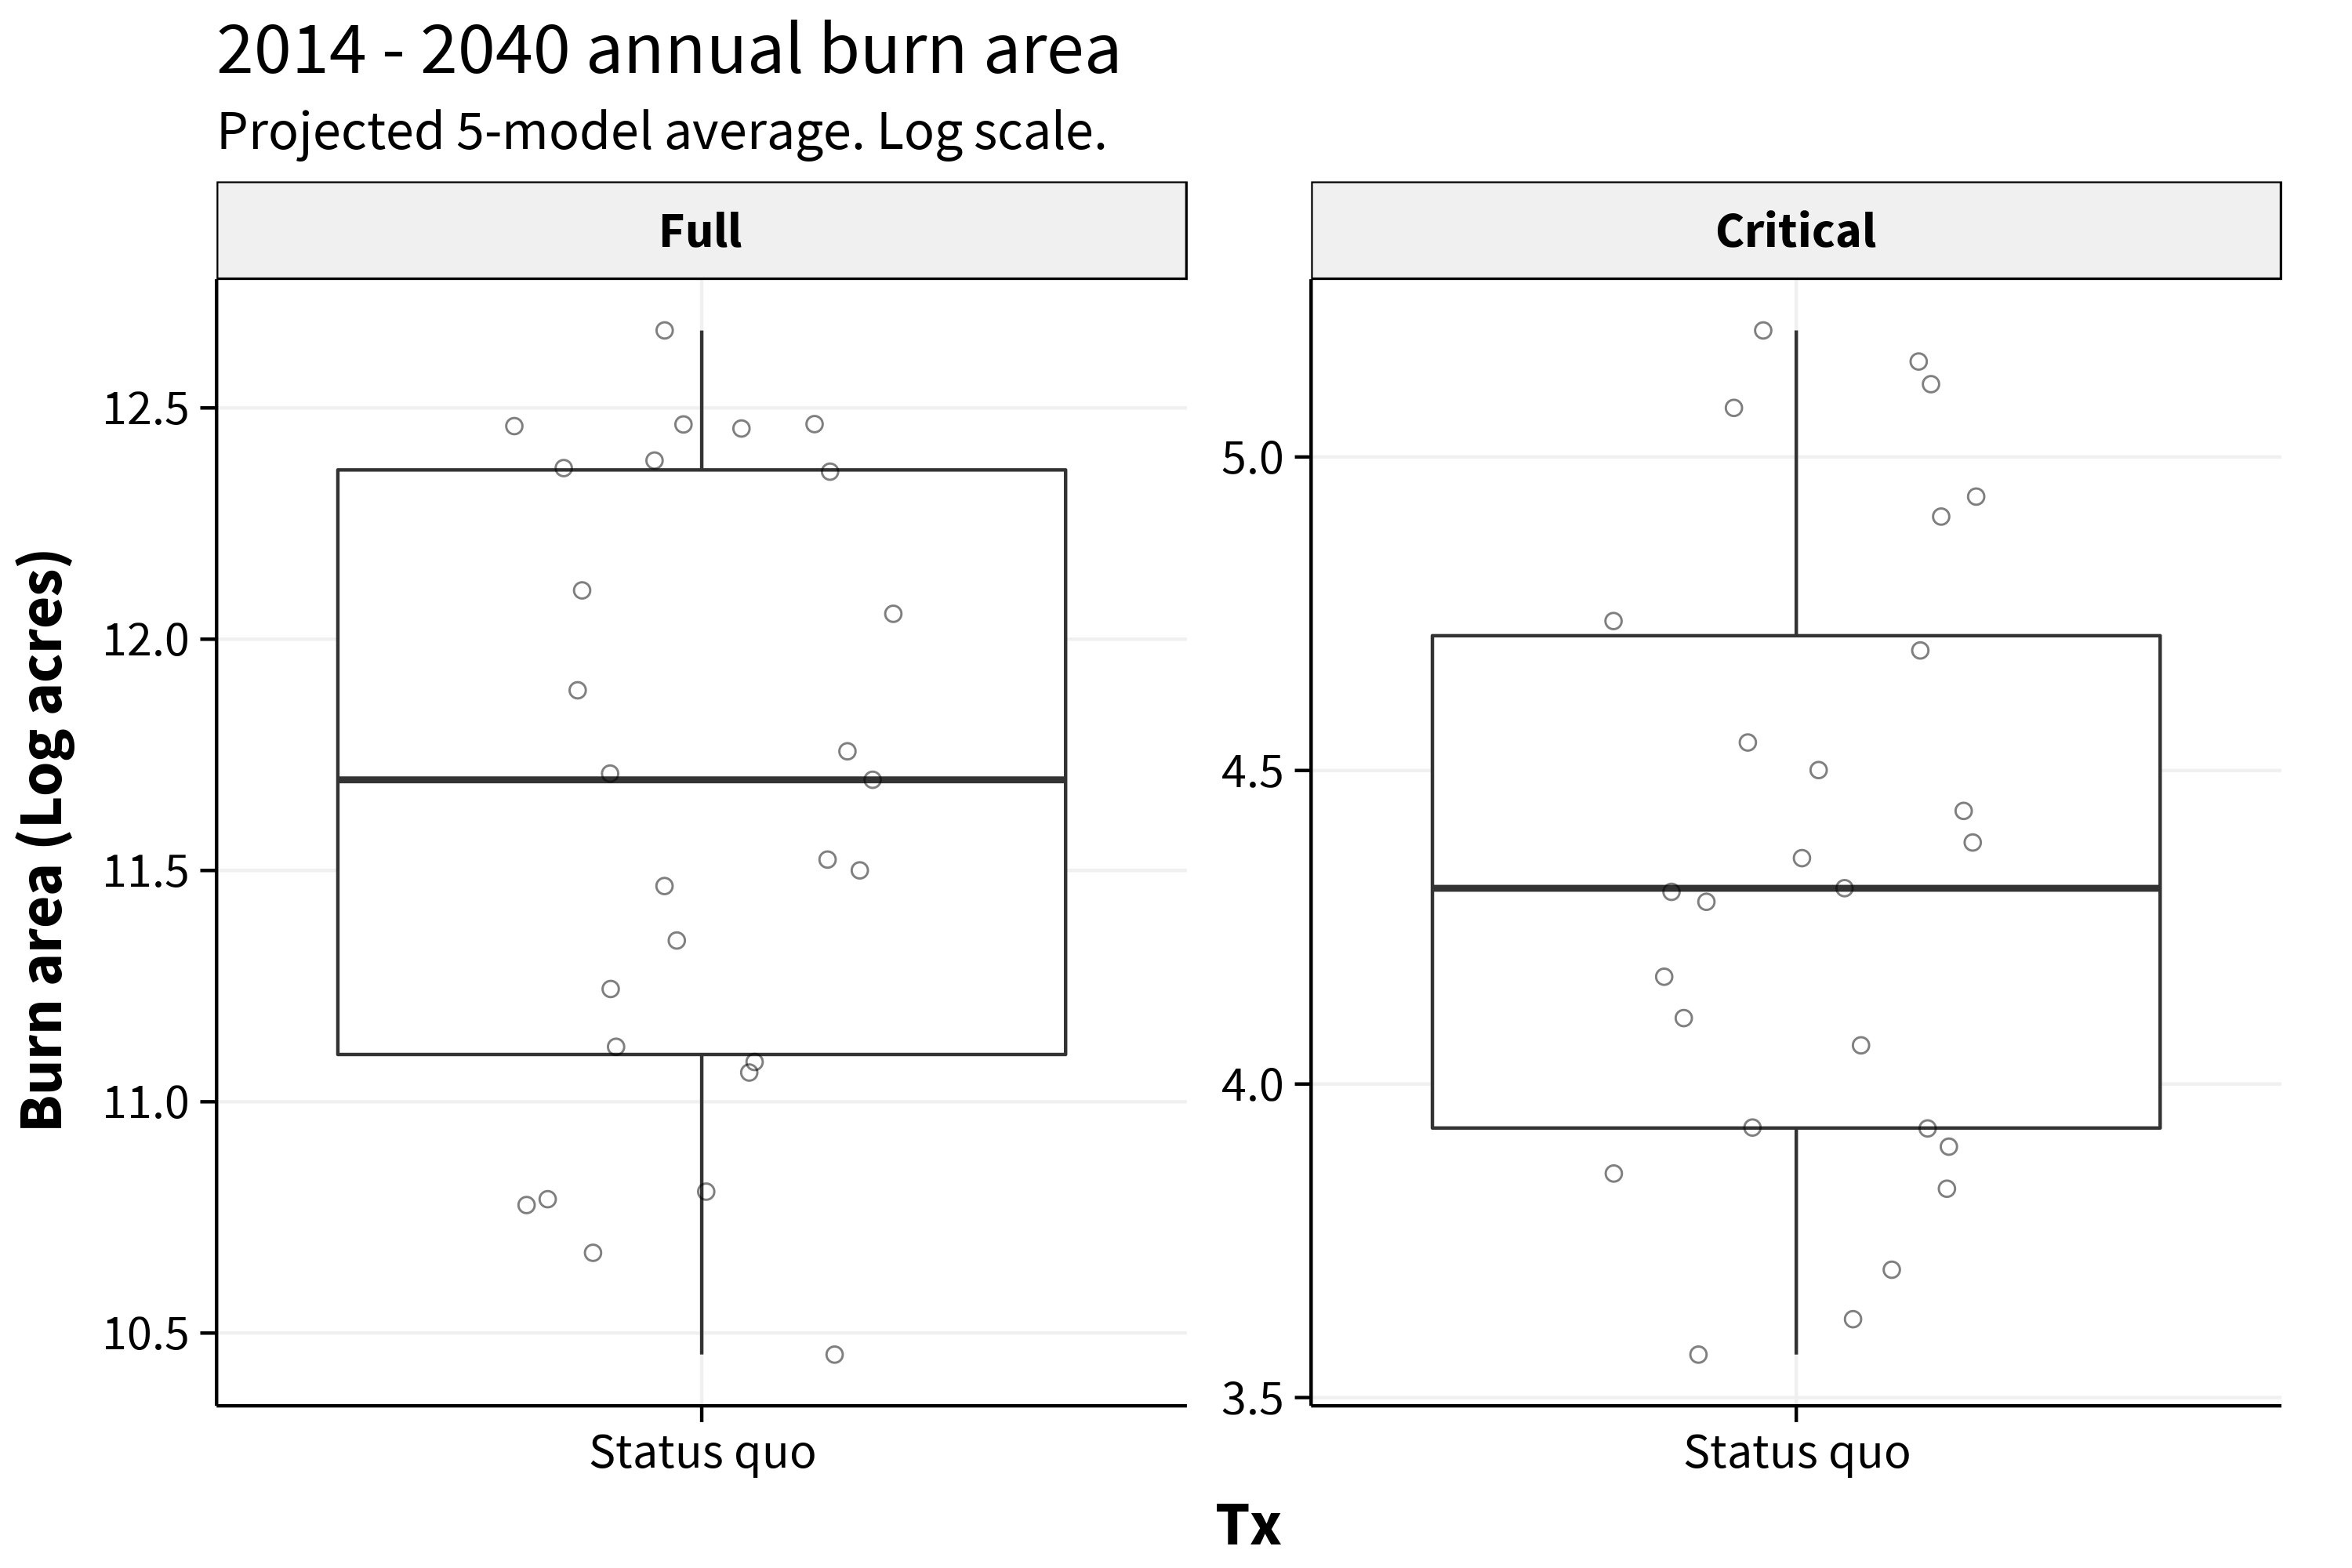 2014 - 2040 annual burn area
Projected 5-model average. Log scale.
Full
Critical
Burn area (Log acres)
12.5
12.0
11.5
11.0
10.5
5.0
4.5
4.0
3.5
Status quo
Status quo
Tx